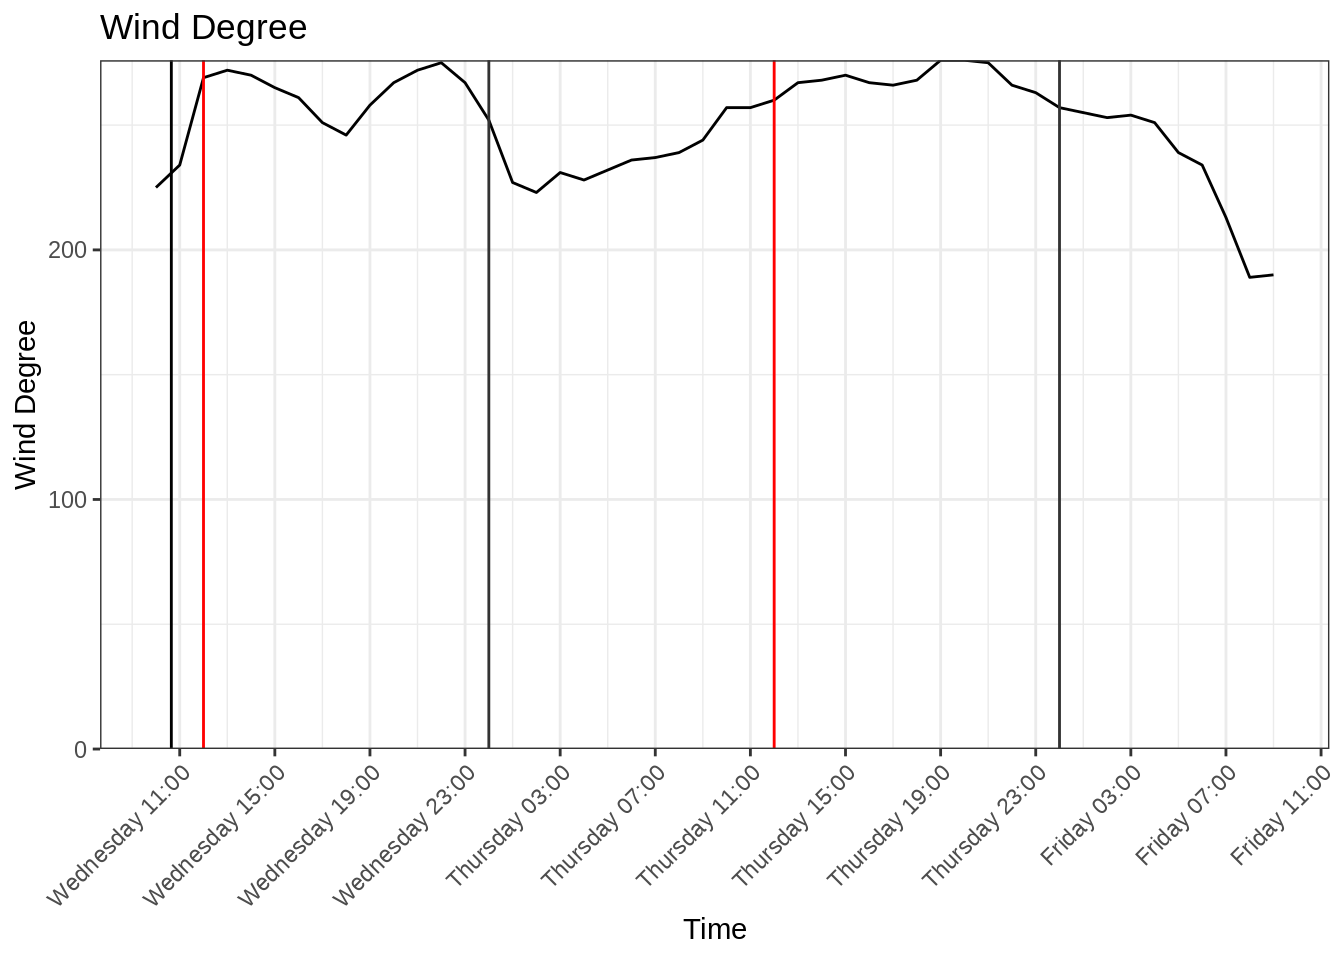 Wind Degree
Wind Degree
200
100
0
Wednesday 11:00
Wednesday 15:00
Wednesday 19:00
Wednesday 23:00
Thursday 03:00
Thursday 07:00
Thursday 11:00
Thursday 15:00
Thursday 19:00
Thursday 23:00
Friday 03:00
Friday 07:00
Friday 11:00
Time